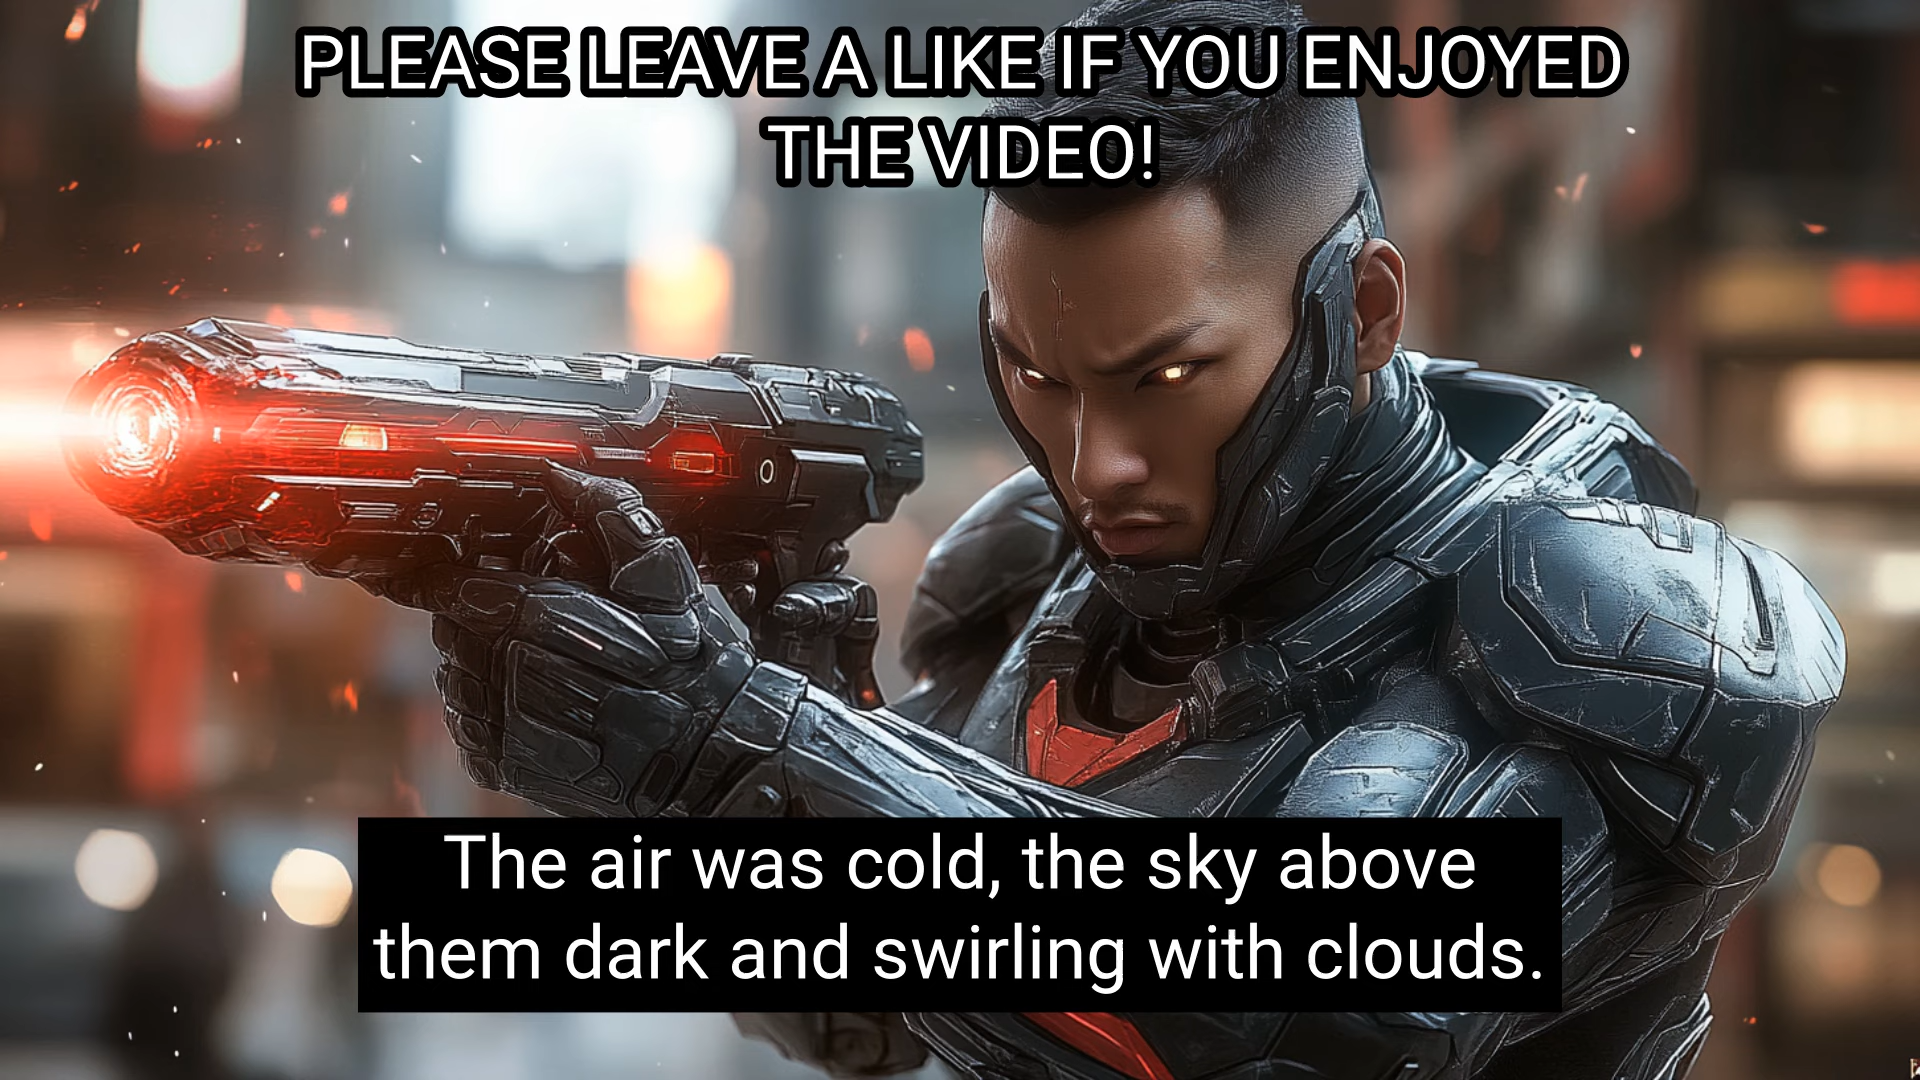 PLEASE LEAVE A LIKE IF YOU ENJOYED
THE VIDEO!
The air was cold, the sky above
them dark and swirling with clouds.